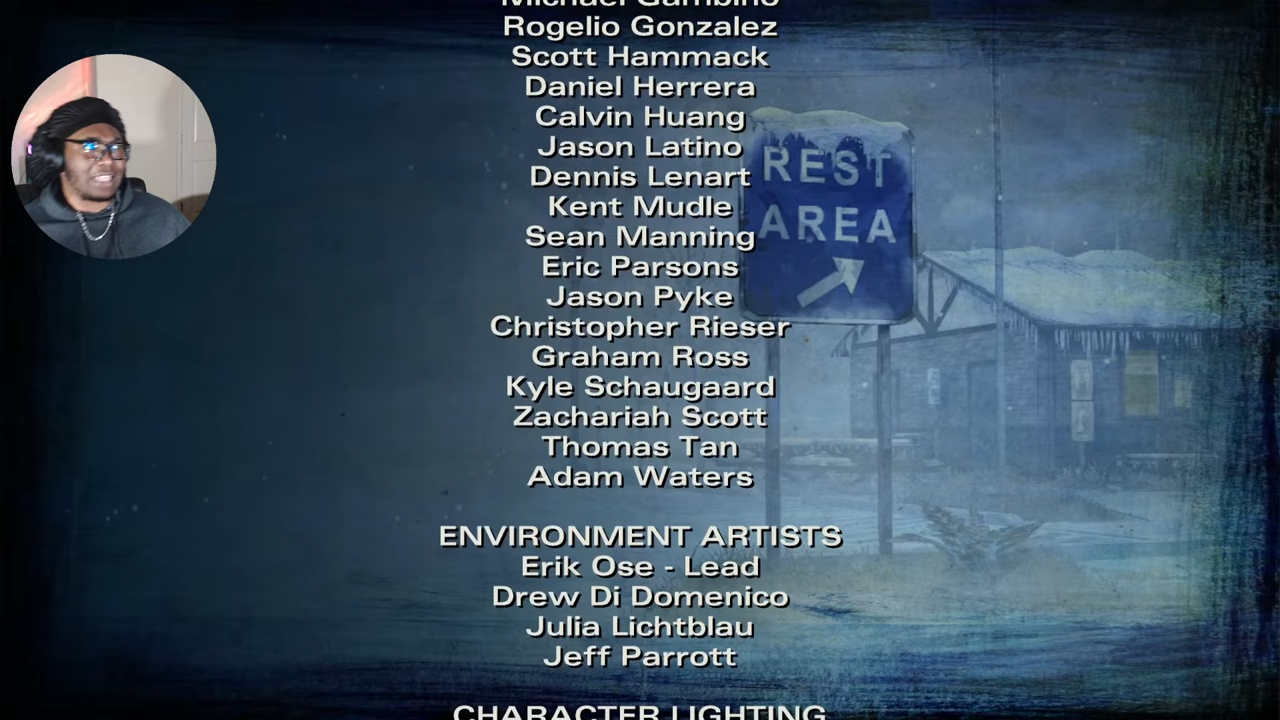 Michael Gambino
Rogelio Gonzalez
Scott Hammack
Daniel Herrera
Calvin Huang
Jason Latino
Dennis Lenart
Kent Mudle
Sean Manning
Eric Parsons
Jason Pyke
Christopher Rieser
Graham Ross
Kyle Schaugaard
Zachariah Scott
Thomas Tan
Adam Waters
ENVIRONMENT ARTISTS
Erik Ose - Lead
Drew Di Domenico
Julia Lichtblau
Jeff Parrott
CHARACTER LIGHTING
REST
AREA